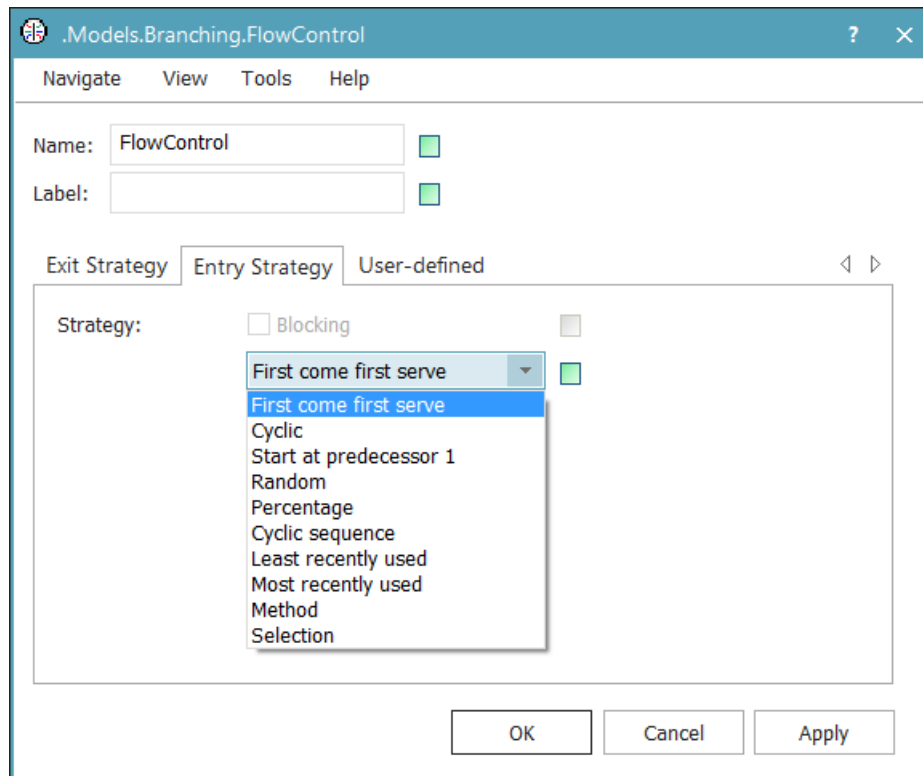 .Models.Branching.FlowControl ? ×
Navigate View Tools Help
Name: FlowControl
Label:
Exit Strategy Entry Strategy User-defined
Strategy: Blocking
First come first serve
First come first serve
Cyclic
Start at predecessor 1
Random
Percentage
Cyclic sequence
Least recently used
Most recently used
Method
Selection
OK Cancel Apply